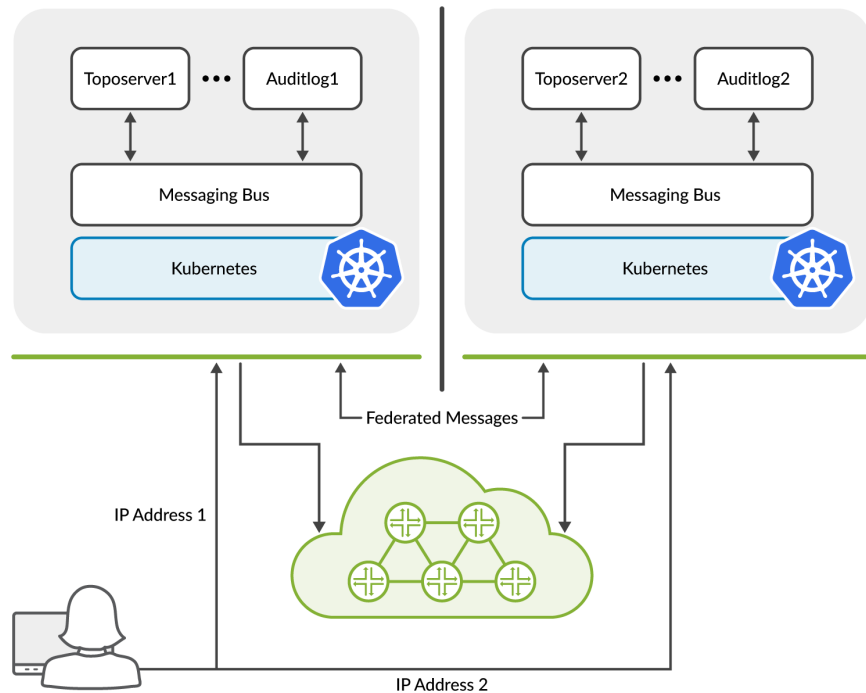 Toposerver1
•••
Auditlog1
Toposerver2
•••
Auditlog2
Messaging Bus
Messaging Bus
Kubernetes
Kubernetes
Federated Messages
IP Address 1
IP Address 2